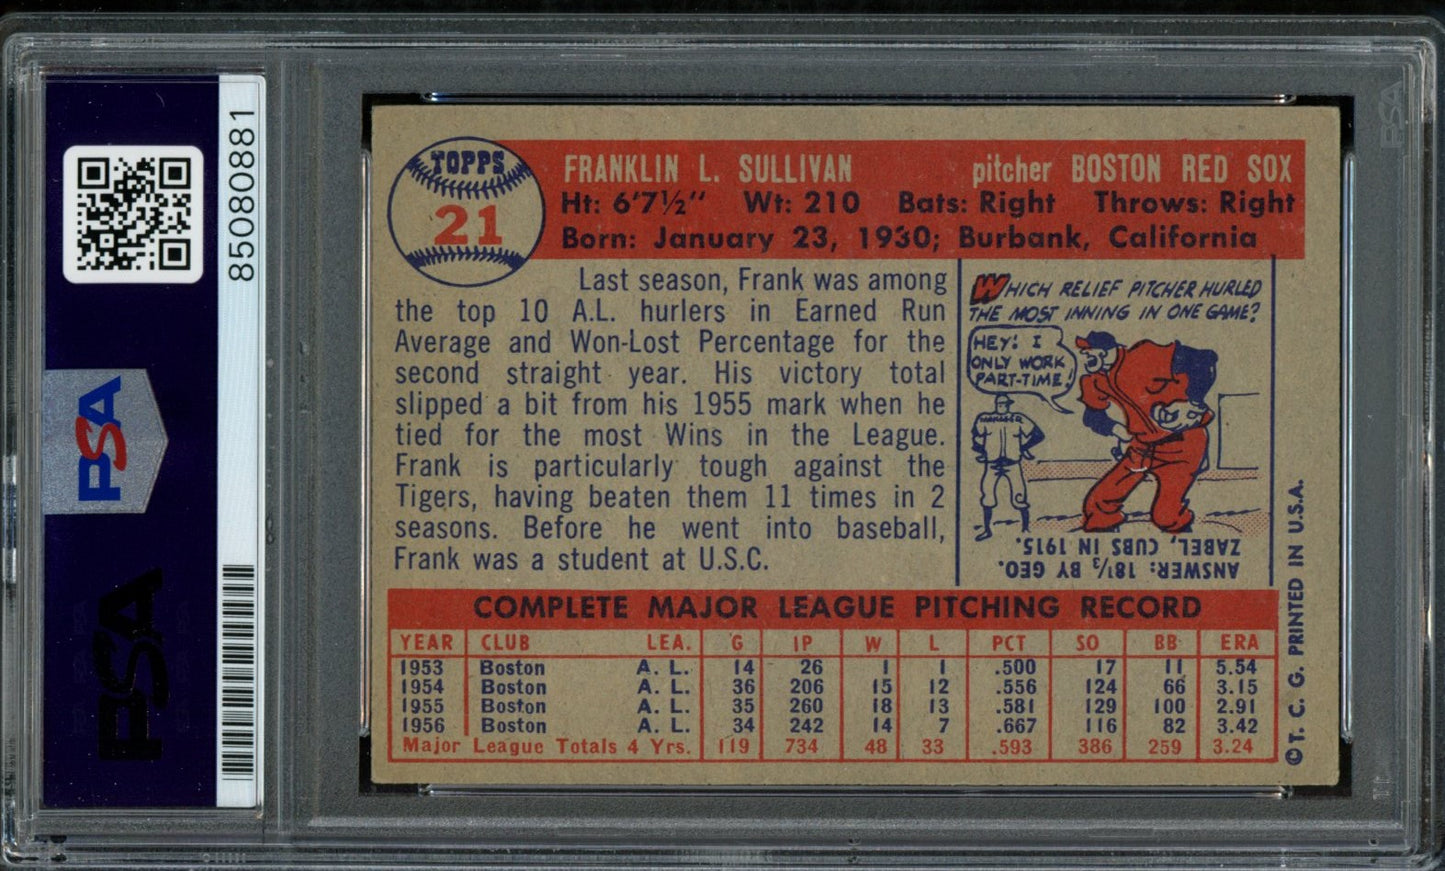 85080881
PSA
PSA
TOPPS
21
FRANKLIN L. SULLIVAN pitcher BOSTON RED SOX
Ht: 6'7½" Wt: 210 Bats: Right Throws: Right
Born: January 23, 1930; Burbank, California
Last season, Frank was among
the top 10 A.L. hurlers in Earned Run
Average and Won-Lost Percentage for the
second straight year. His victory total
slipped a bit from his 1955 mark when he
tied for the most Wins in the League.
Frank is particularly tough against the
Tigers, having beaten them 11 times in 2
seasons. Before he went into baseball,
Frank was a student at U.S.C.
WHICH RELIEF PITCHER HURLED
THE MOST INNING IN ONE GAME?
HEY! I
ONLY WORK
PART-TIME!
MANAGER
ANSWER: 18⅓ BY GEO.
ZABEL, CUBS IN 1915.
COMPLETE MAJOR LEAGUE PITCHING RECORD
YEAR CLUB LEA. G IP W L PCT SO BB ERA
1953 Boston A. L. 14 26 1 1 .500 17 11 5.54
1954 Boston A. L. 36 206 15 12 .556 124 66 3.15
1955 Boston A. L. 35 260 18 13 .581 129 100 2.91
1956 Boston A. L. 34 242 14 7 .667 116 82 3.42
Major League Totals 4 Yrs. 119 734 48 33 .593 386 259 3.24
©T. C. G. PRINTED IN U.S.A.
PSA